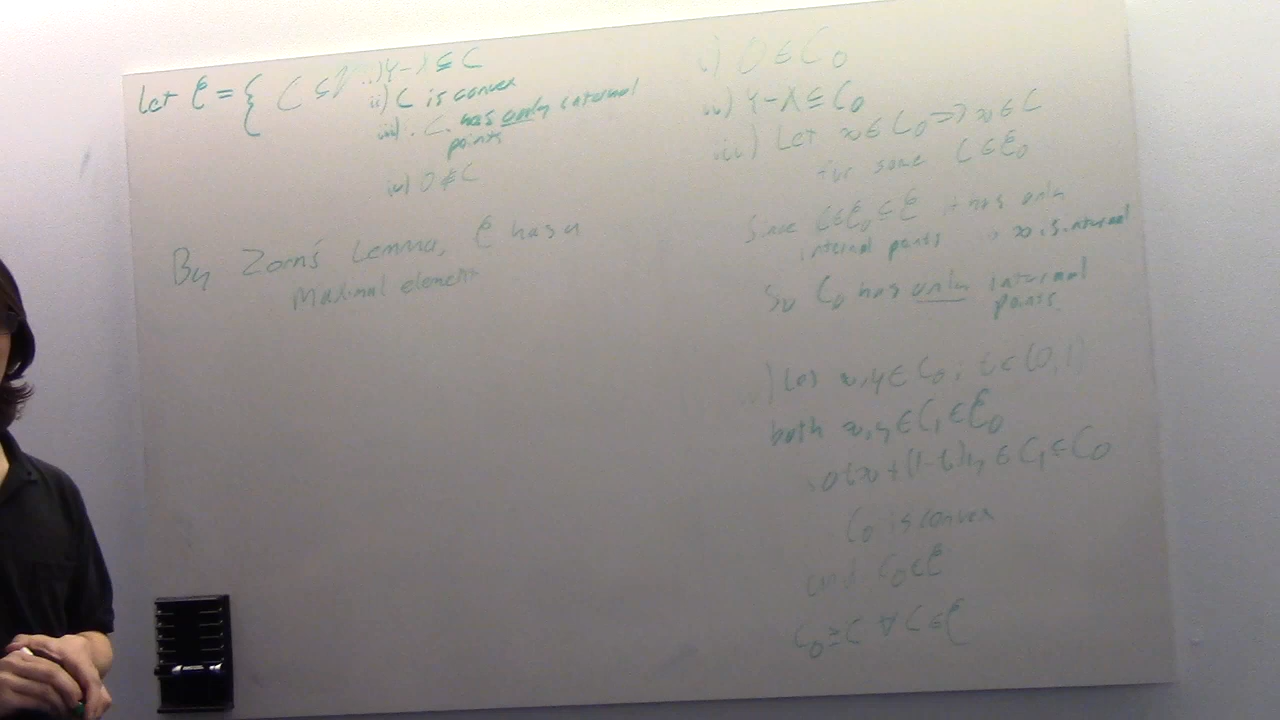 Let ℰ = { C ⊆ V : i) Y-X ⊆ C
ii) C is convex
iii) C has only internal
points
iv) 0 ∉ C
By Zorn's Lemma, ℰ has a
Maximal element
i) 0 ∉ C₀
ii) Y-X ⊆ C₀
iii) Let x ∈ C₀ => x ∈ C
for some C ∈ ℰ₀
Since C ∈ ℰ₀ ⊆ ℰ it has only
internal points x is internal
So C₀ has only internal
points
) Let x,y ∈ C₀; t ∈ (0,1)
both x,y ∈ C₁ ∈ ℰ₀
so tx + (1-t)y ∈ C₁ ⊆ C₀
C₀ is convex
and C₀ ∈ ℰ
C₀ ⊇ C ∀ C ∈ ℰ